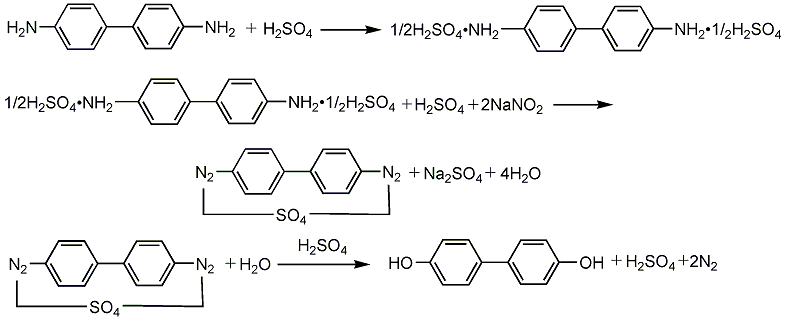 H₂N NH₂ + H₂SO₄ 1/2H₂SO₄•NH₂ NH₂•1/2H₂SO₄
1/2H₂SO₄•NH₂ NH₂•1/2H₂SO₄ + H₂SO₄ + 2NaNO₂
N₂ N₂ + Na₂SO₄ + 4H₂O
SO₄
H₂SO₄
N₂ N₂ + H₂O HO OH + H₂SO₄ + 2N₂
SO₄